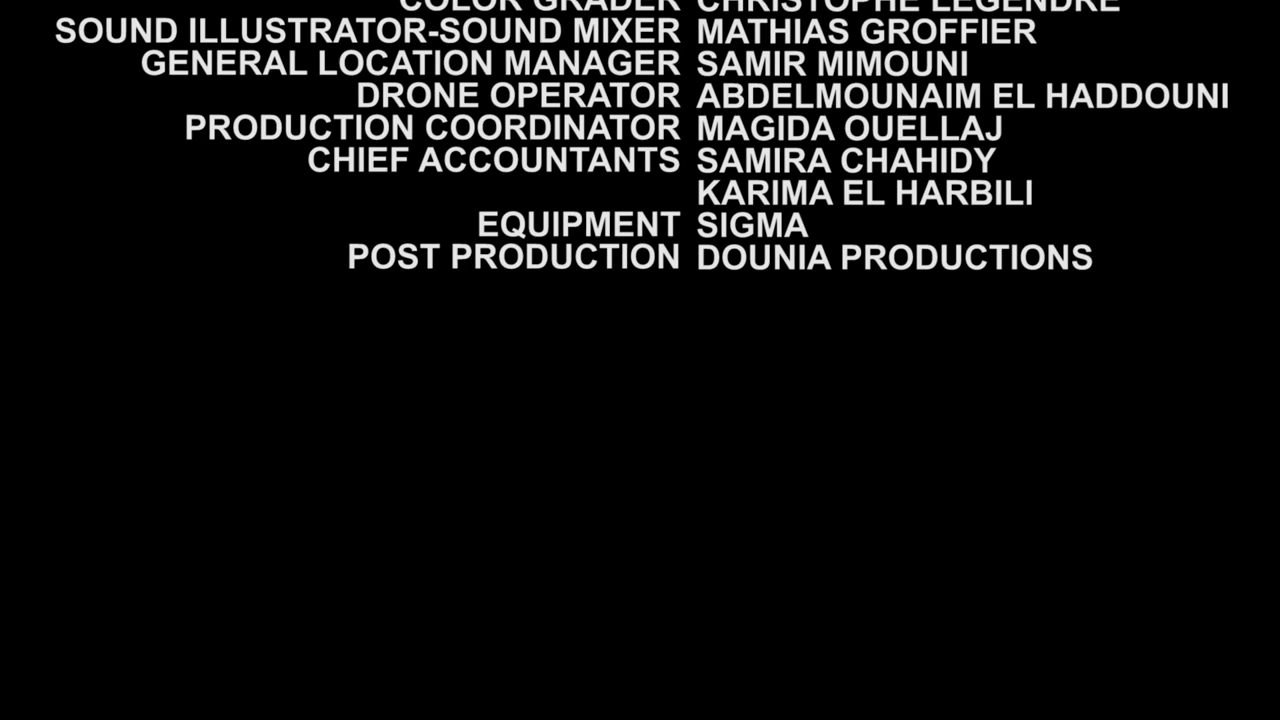 COLOR GRADER CHRISTOPHE LEGENDRE
SOUND ILLUSTRATOR-SOUND MIXER MATHIAS GROFFIER
GENERAL LOCATION MANAGER SAMIR MIMOUNI
DRONE OPERATOR ABDELMOUNAIM EL HADDOUNI
PRODUCTION COORDINATOR MAGIDA OUELLAJ
CHIEF ACCOUNTANTS SAMIRA CHAHIDY
KARIMA EL HARBILI
EQUIPMENT SIGMA
POST PRODUCTION DOUNIA PRODUCTIONS